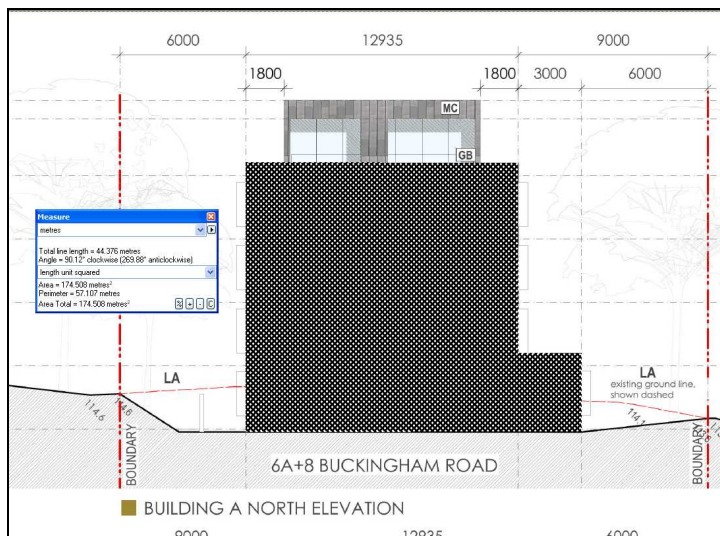 6000 12935 9000
1800 1800 3000 6000
MC
GB
Measure
metres
Total line length = 44.376 metres
Angle = 90.12° clockwise (269.88° anticlockwise)
length unit squared
Area = 174.508 metres²
Perimeter = 57.107 metres
Area Total = 174.508 metres²
% + - C
LA
LA
existing ground line,
shown dashed
114.6
114.6
114.1
BOUNDARY
BOUNDARY
6A+8 BUCKINGHAM ROAD
BUILDING A NORTH ELEVATION
9000 12935 6000